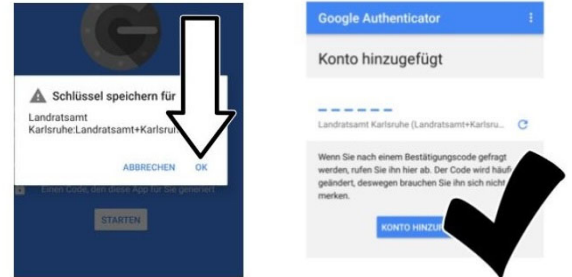 Schlüssel speichern für
Landratsamt
Karlsruhe:Landratsamt+Karlsru
ABBRECHEN OK
Einen Code, den diese App für Sie generiert
STARTEN
Google Authenticator
Konto hinzugefügt
Landratsamt Karlsruhe (Landratsamt+Karlsru...
Wenn Sie nach einem Bestätigungscode gefragt
werden, rufen Sie ihn hier ab. Der Code wird häufi
geändert, deswegen brauchen Sie ihn sich nicht
merken.
KONTO HINZU